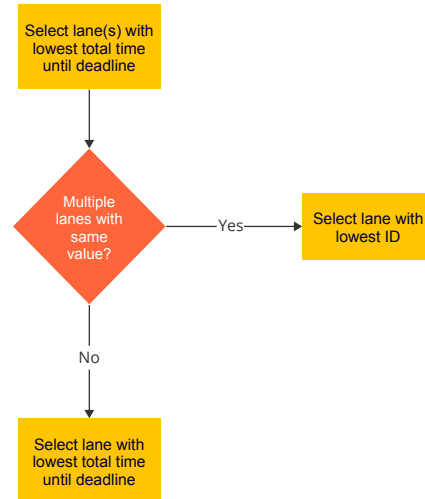 Select lane(s) with
lowest total time
until deadline
Multiple
lanes with
same
value?
Yes
Select lane with
lowest ID
No
Select lane with
lowest total time
until deadline